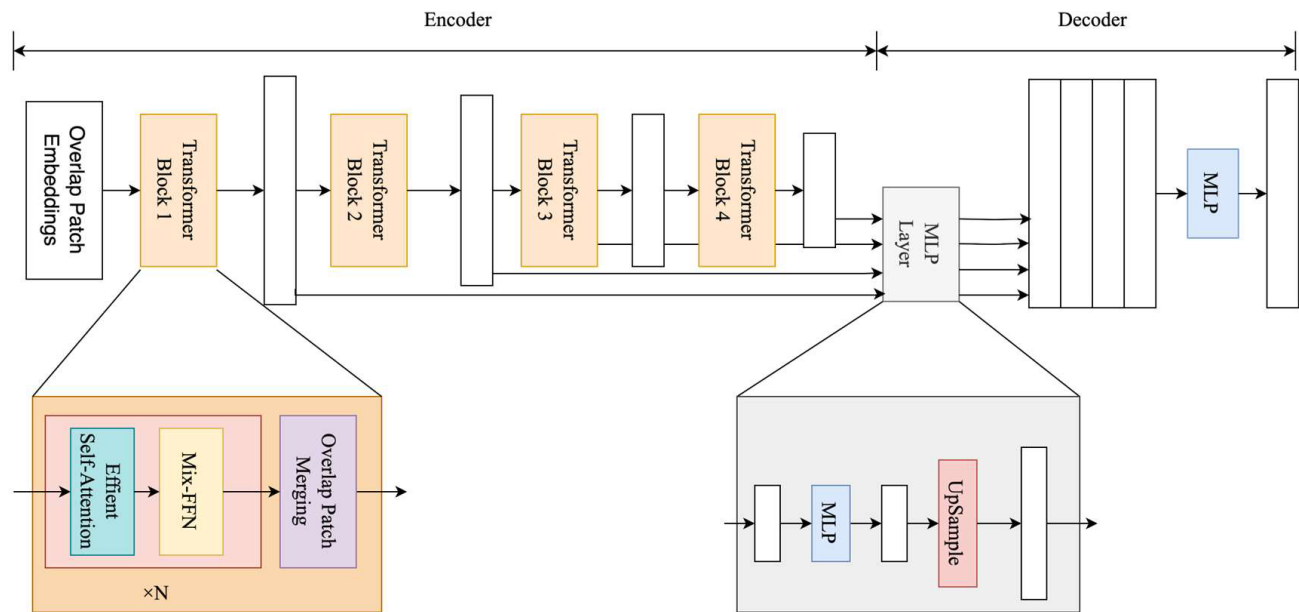 Encoder
Decoder
Overlap Patch
Embeddings
Transformer
Block 1
Transformer
Block 2
Transformer
Block 3
Transformer
Block 4
MLP
Layer
MLP
Effient
Self-Attention
Mix-FFN
Overlap Patch
Merging
×N
MLP
UpSample